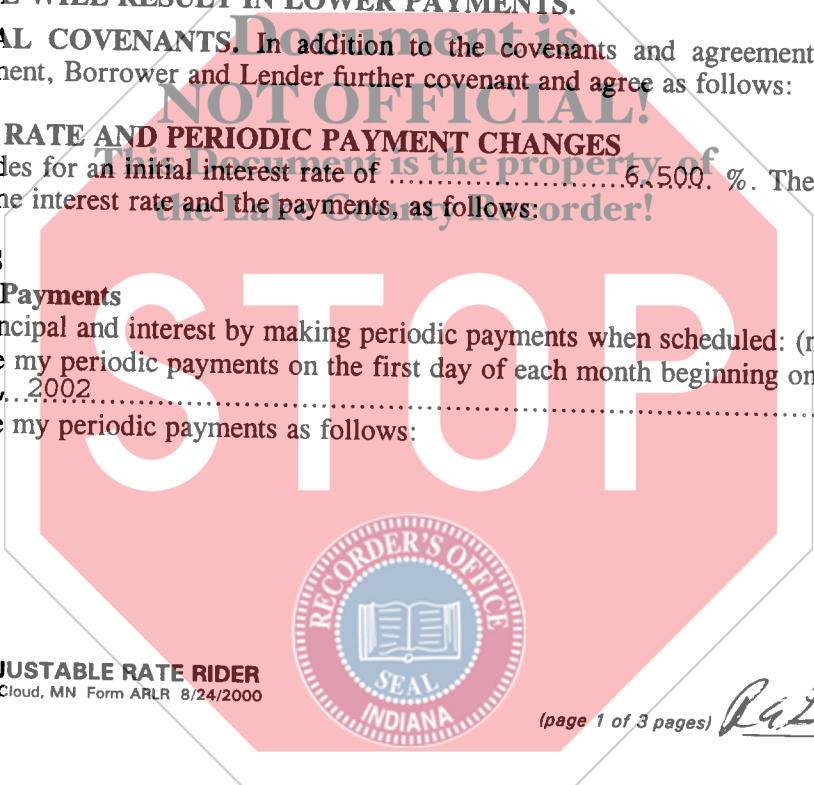 E WILL RESULT IN LOWER PAYMENTS.
Document is
AL COVENANTS. In addition to the covenants and agreement
ment, Borrower and Lender further covenant and agree as follows:
NOT OFFICIAL!
RATE AND PERIODIC PAYMENT CHANGES
This Document is the property of
des for an initial interest rate of ................................6.500. %. The
the Lake County Recorder!
ne interest rate and the payments, as follows:
S
Payments
STOP
ncipal and interest by making periodic payments when scheduled: (m
e my periodic payments on the first day of each month beginning on
, 2002
e my periodic payments as follows:
RECORDER'S OFFICE
SEAL
INDIANA
JUSTABLE RATE RIDER
Cloud, MN Form ARLR 8/24/2000
(page 1 of 3 pages)